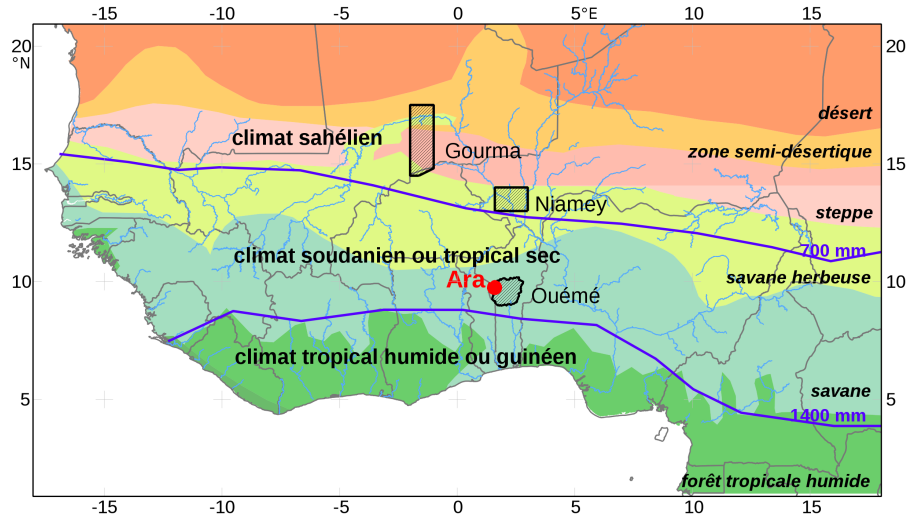 -15 -10 -5 0 5°E 10 15
20 20
°N
désert
climat sahélien
Gourma
zone semi-désertique
15 15
Niamey
steppe
700 mm
climat soudanien ou tropical sec
savane herbeuse
Ara
10 10
Ouémé
climat tropical humide ou guinéen
savane
5 5
1400 mm
forêt tropicale humide
-15 -10 -5 0 5 10 15